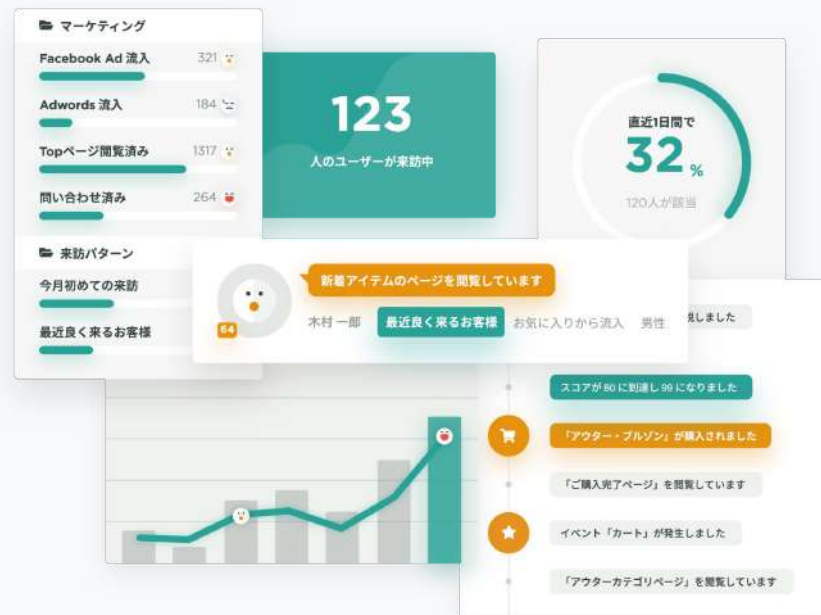 マーケティング
Facebook Ad 流入 321
Adwords 流入 184
Topページ閲覧済み 1317
問い合わせ済み 264
来訪パターン
今月初めての来訪
最近良く来るお客様
123
人のユーザーが来訪中
直近1日間で
32%
120人が該当
新着アイテムのページを閲覧しています
64
木村 一郎 最近良く来るお客様 お気に入りから流入 男性
しました
スコアが 80 に到達し 99 になりました
「アウター・ブルゾン」が購入されました
「ご購入完了ページ」を閲覧しています
イベント「カート」が発生しました
「アウターカテゴリページ」を閲覧しています